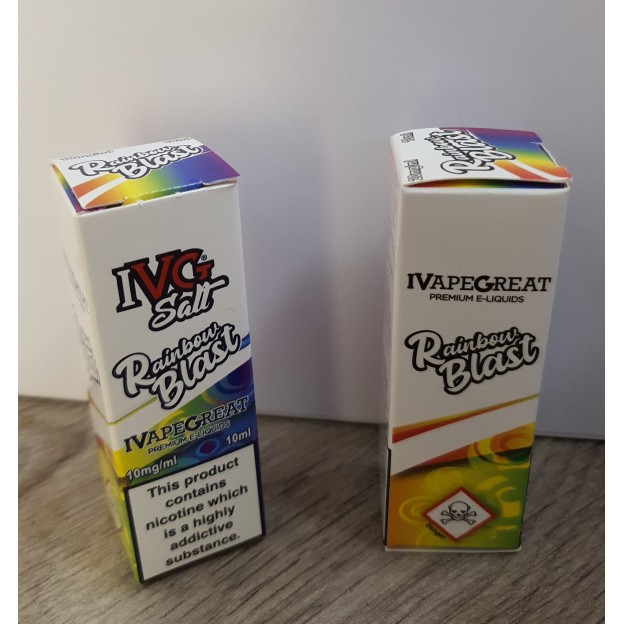 Rainbow
Blast
IVG
Salt
Rainbow
Blast
IVAPEGREAT
PREMIUM E-LIQUIDS
10mg/ml
10ml
This product
contains
nicotine which
is a highly
addictive
substance.
Rainbow
Blast
IVAPEGREAT
PREMIUM E-LIQUIDS
Rainbow
Blast
Danger